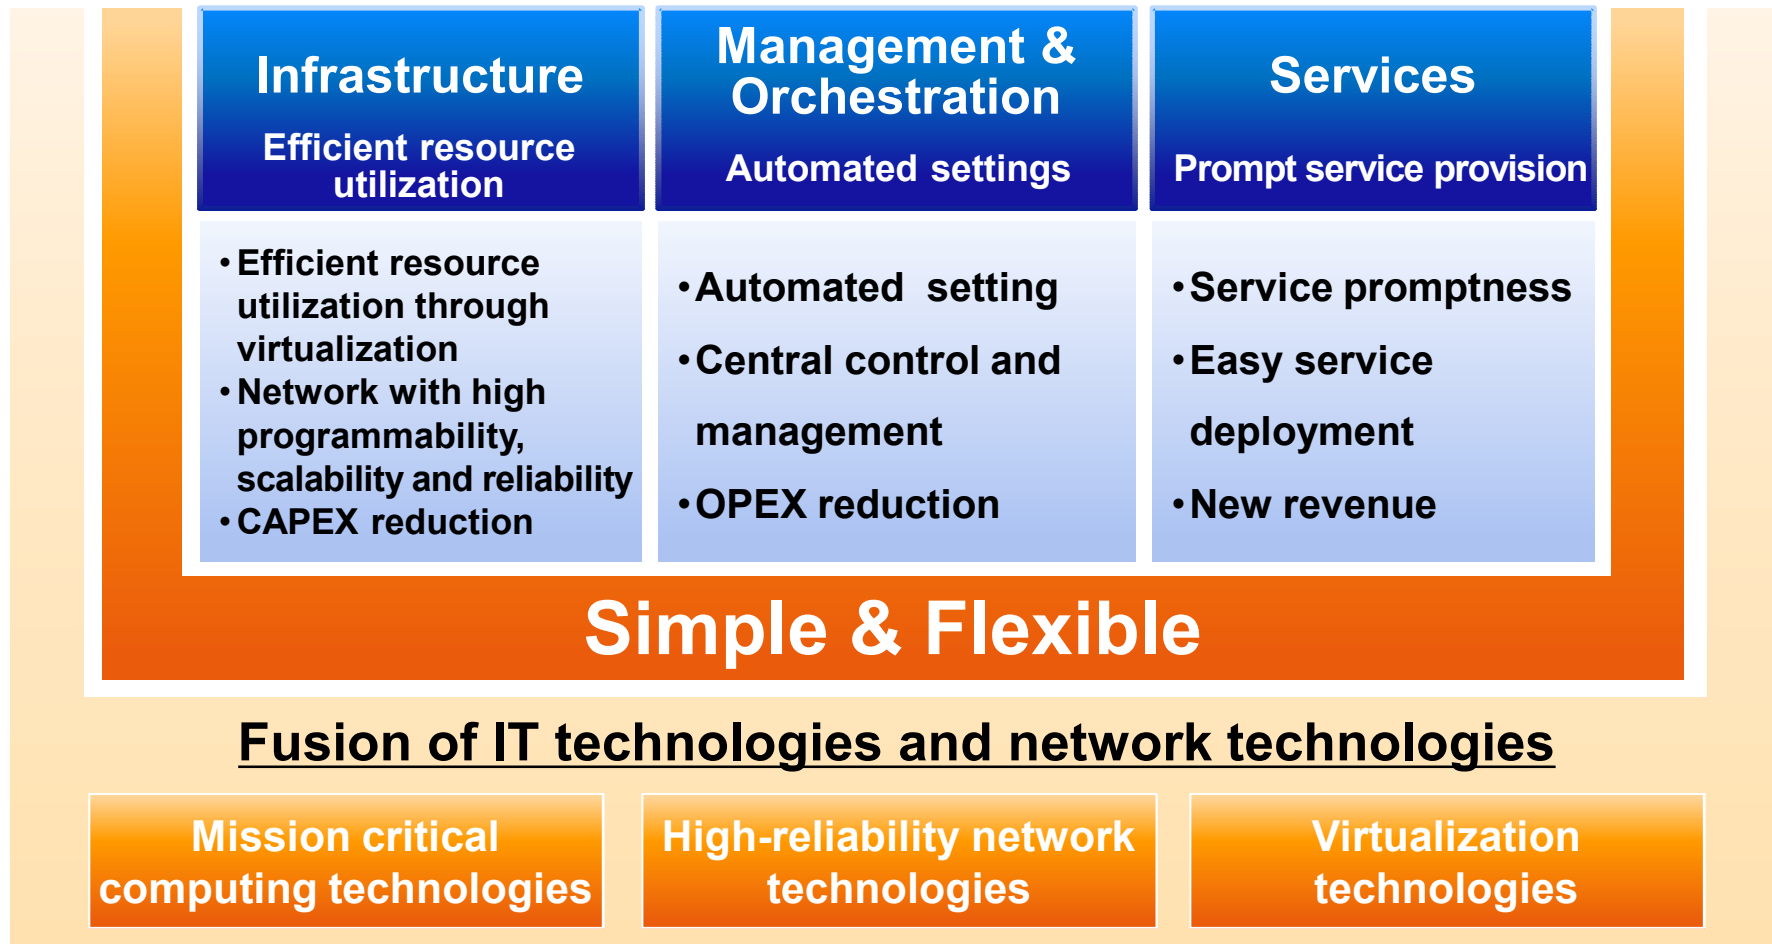 Infrastructure
Efficient resource
utilization
Management &
Orchestration
Automated settings
Services
Prompt service provision
• Efficient resource
utilization through
virtualization
• Network with high
programmability,
scalability and reliability
• CAPEX reduction
• Automated setting
• Central control and
management
• OPEX reduction
• Service promptness
• Easy service
deployment
• New revenue
Simple & Flexible
Fusion of IT technologies and network technologies
Mission critical
computing technologies
High-reliability network
technologies
Virtualization
technologies